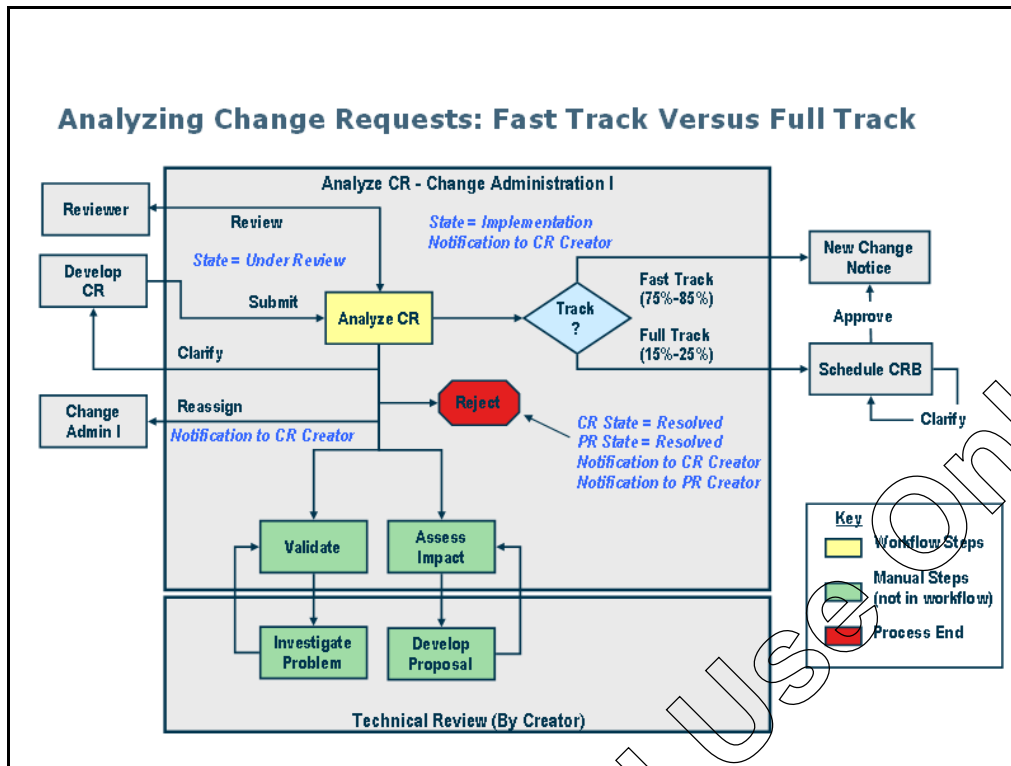 Analyzing Change Requests: Fast Track Versus Full Track
Analyze CR - Change Administration I
Reviewer
Review
State = Implementation
Notification to CR Creator
New Change
Notice
State = Under Review
Develop
CR
Submit
Analyze CR
Track
?
Fast Track
(75%-85%)
Full Track
(15%-25%)
Approve
Schedule CRB
Clarify
Clarify
Change
Admin I
Reassign
Notification to CR Creator
Reject
CR State = Resolved
PR State = Resolved
Notification to CR Creator
Notification to PR Creator
Validate
Assess
Impact
Investigate
Problem
Develop
Proposal
Technical Review (By Creator)
Key
Workflow Steps
Manual Steps
(not in workflow)
Process End
Use Onl